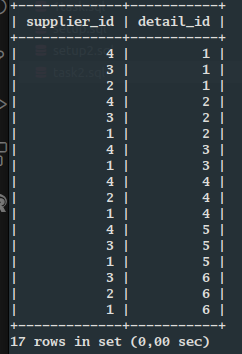 +-------------+-----------+
| supplier_id | detail_id |
+-------------+-----------+
| 4 | 1 |
| 3 | 1 |
| 2 | 1 |
| 4 | 2 |
| 3 | 2 |
| 1 | 2 |
| 4 | 3 |
| 1 | 3 |
| 4 | 4 |
| 2 | 4 |
| 1 | 4 |
| 4 | 5 |
| 3 | 5 |
| 1 | 5 |
| 3 | 6 |
| 2 | 6 |
| 1 | 6 |
+-------------+-----------+
17 rows in set (0,00 sec)